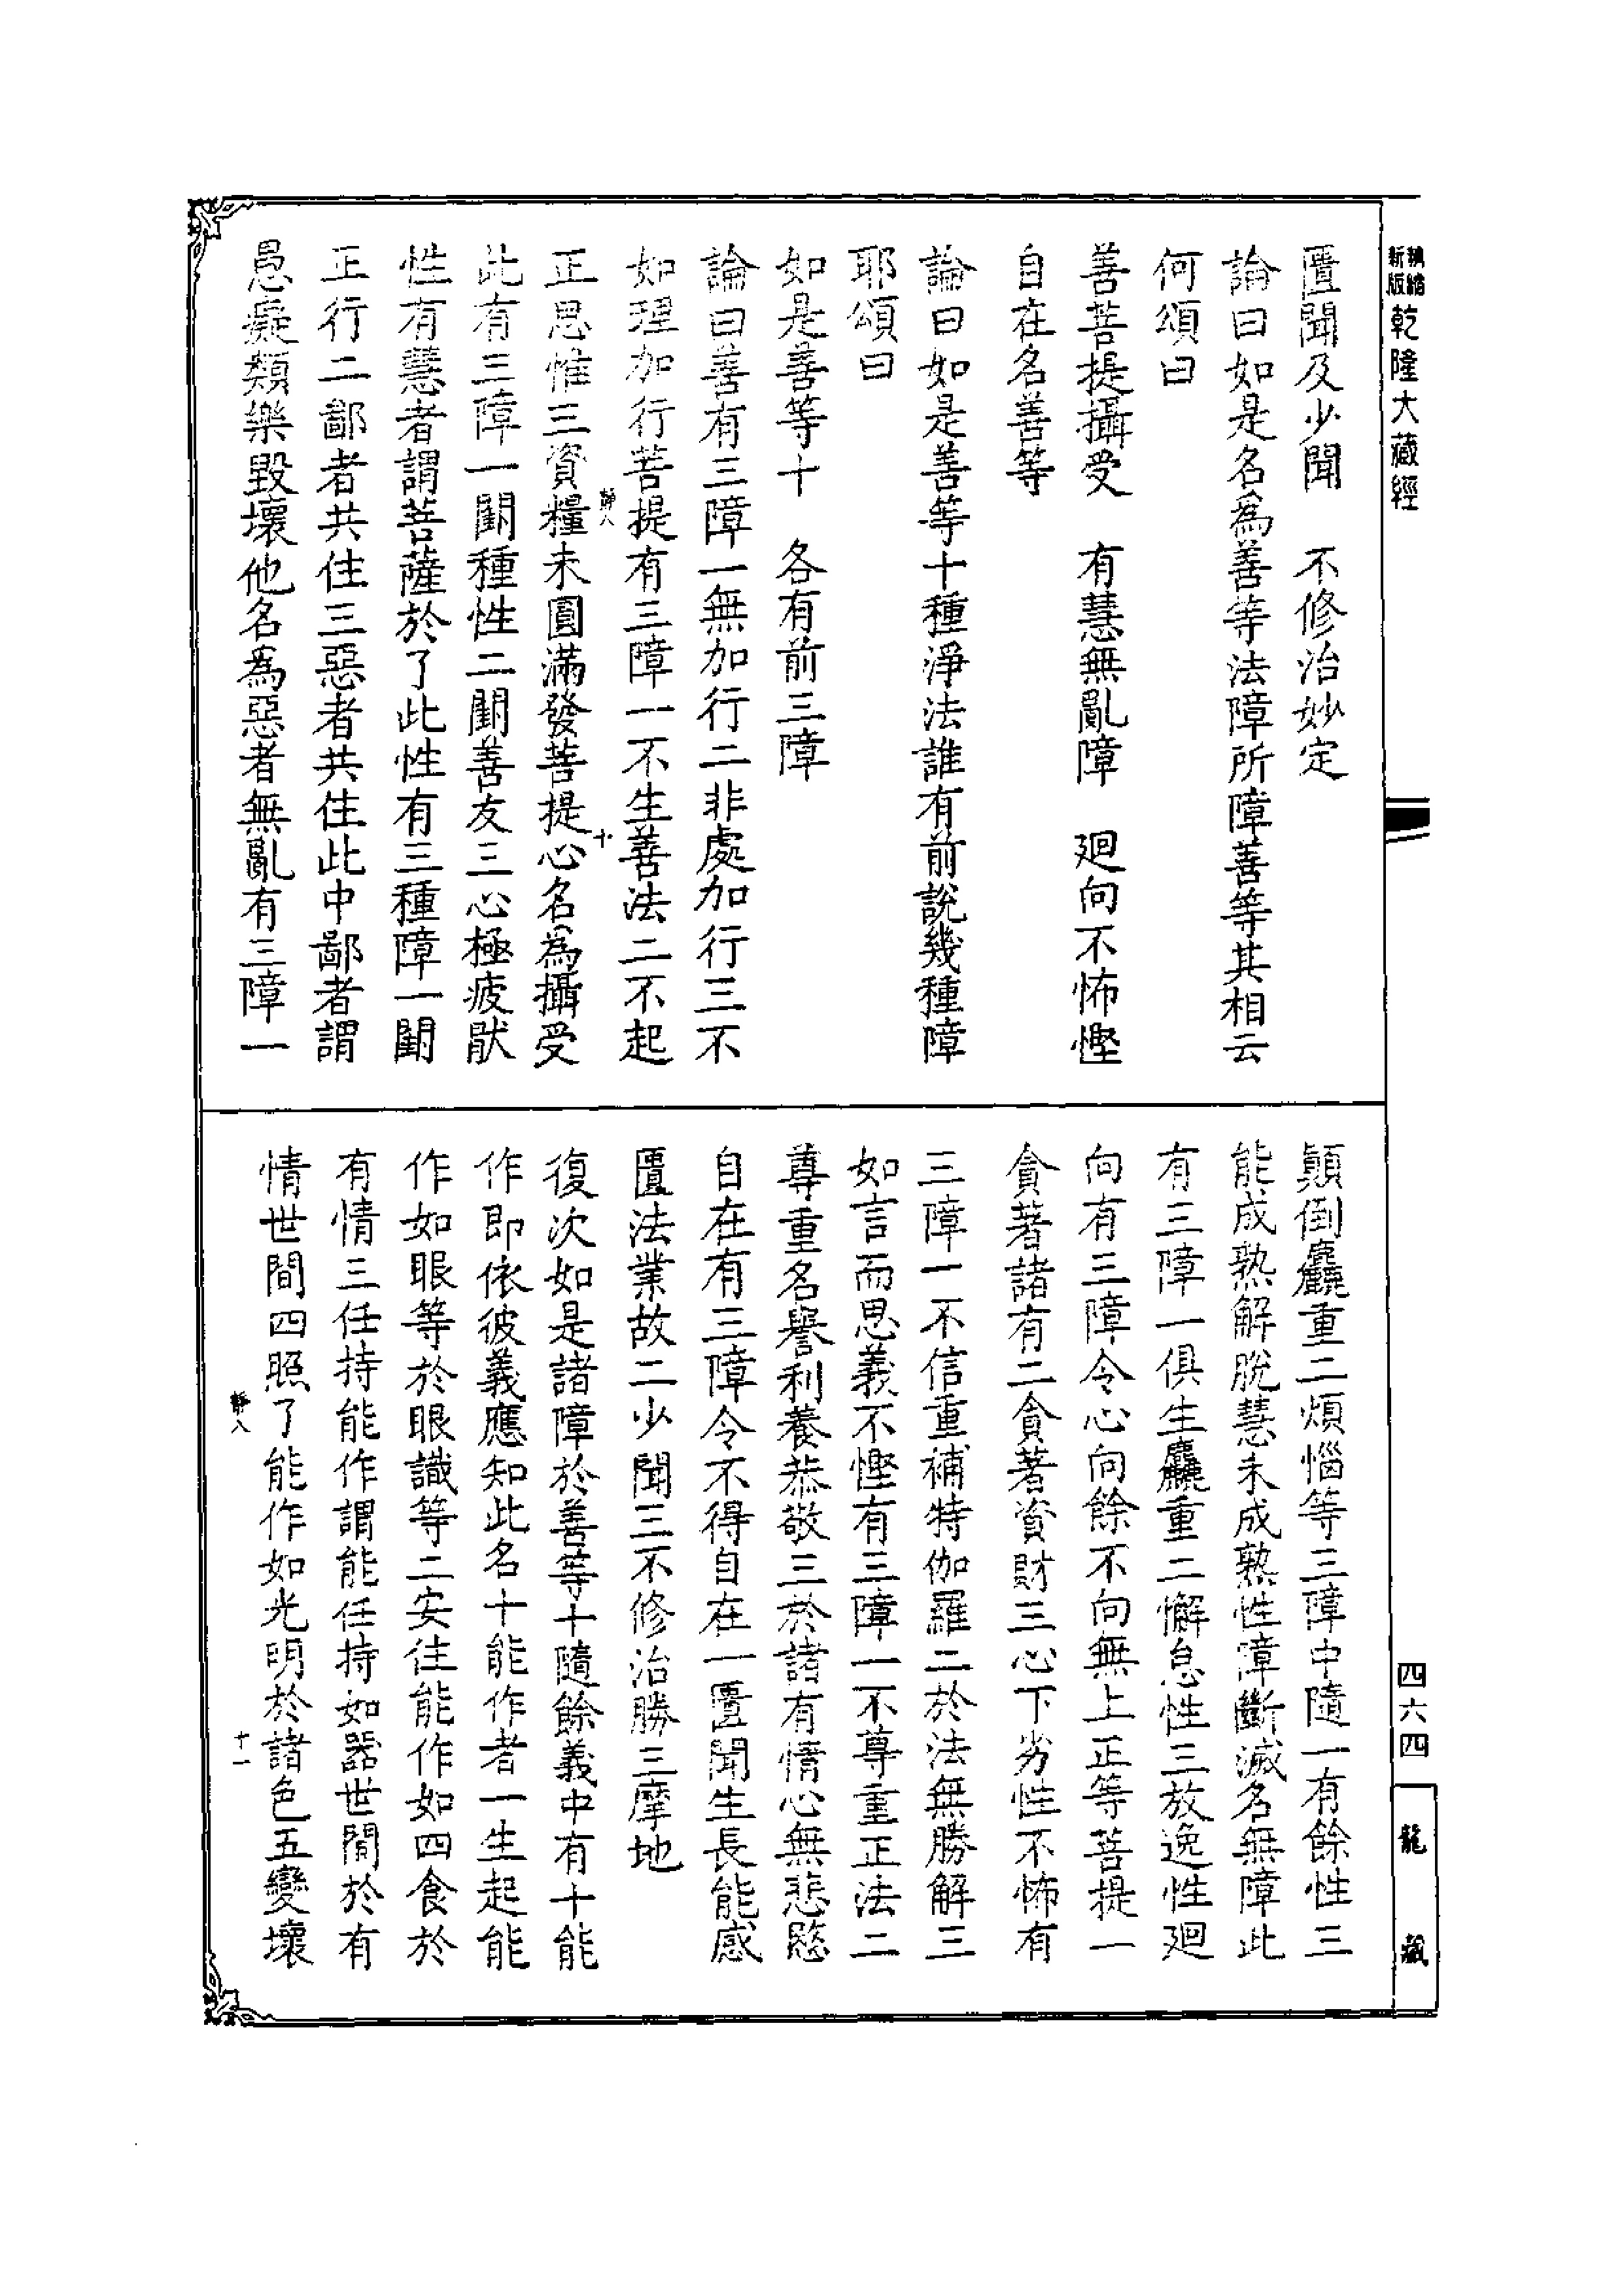 乾隆大藏經
匱聞及少聞　不修治妙定
論曰如是名為善等法障所障善等其相云
何頌曰
善菩提攝受　有慧無亂障　廻向不怖慳
自在名善等
論曰如是善等十種淨法誰有前說幾種障
耶頌曰
如是善等十　各有前三障
論曰善有三障一無加行二非處加行三不
如理加行菩提有三障一不生善法二不起
正思惟三資糧未圓滿發菩提心名為攝受
此有三障一闕種性二闕善友三心極疲厭
性有慧者謂菩薩於了此性有三種障一闕
正行二鄙者共住三惡者共住此中鄙者謂
愚癡類樂毀壞他名為惡者無亂有三障一
十
顛倒麤重二煩惱等三障中隨一有餘性三
能成熟解脫慧未成熟性障斷滅名無障此
有三障一俱生麤重二懈怠性三放逸性廻
向有三障令心向餘不向無上正等菩提一
貪著諸有二貪著資財三心下劣性不怖有
三障一不信重補特伽羅二於法無勝解三
如言而思義不慳有三障一不尊重正法二
尊重名譽利養恭敬三於諸有情心無悲愍
自在有三障令不得自在一匱聞生長能感
匱法業故二少聞三不修治勝三摩地
復次如是諸障於善等十隨餘義中有十能
作即依彼義應知此名十能作者一生起能
作如眼等於眼識等二安住能作如四食於
有情三任持能作謂能任持如器世間於有
情世間四照了能作如光明於諸色五變壞
十一
四六四
龍藏